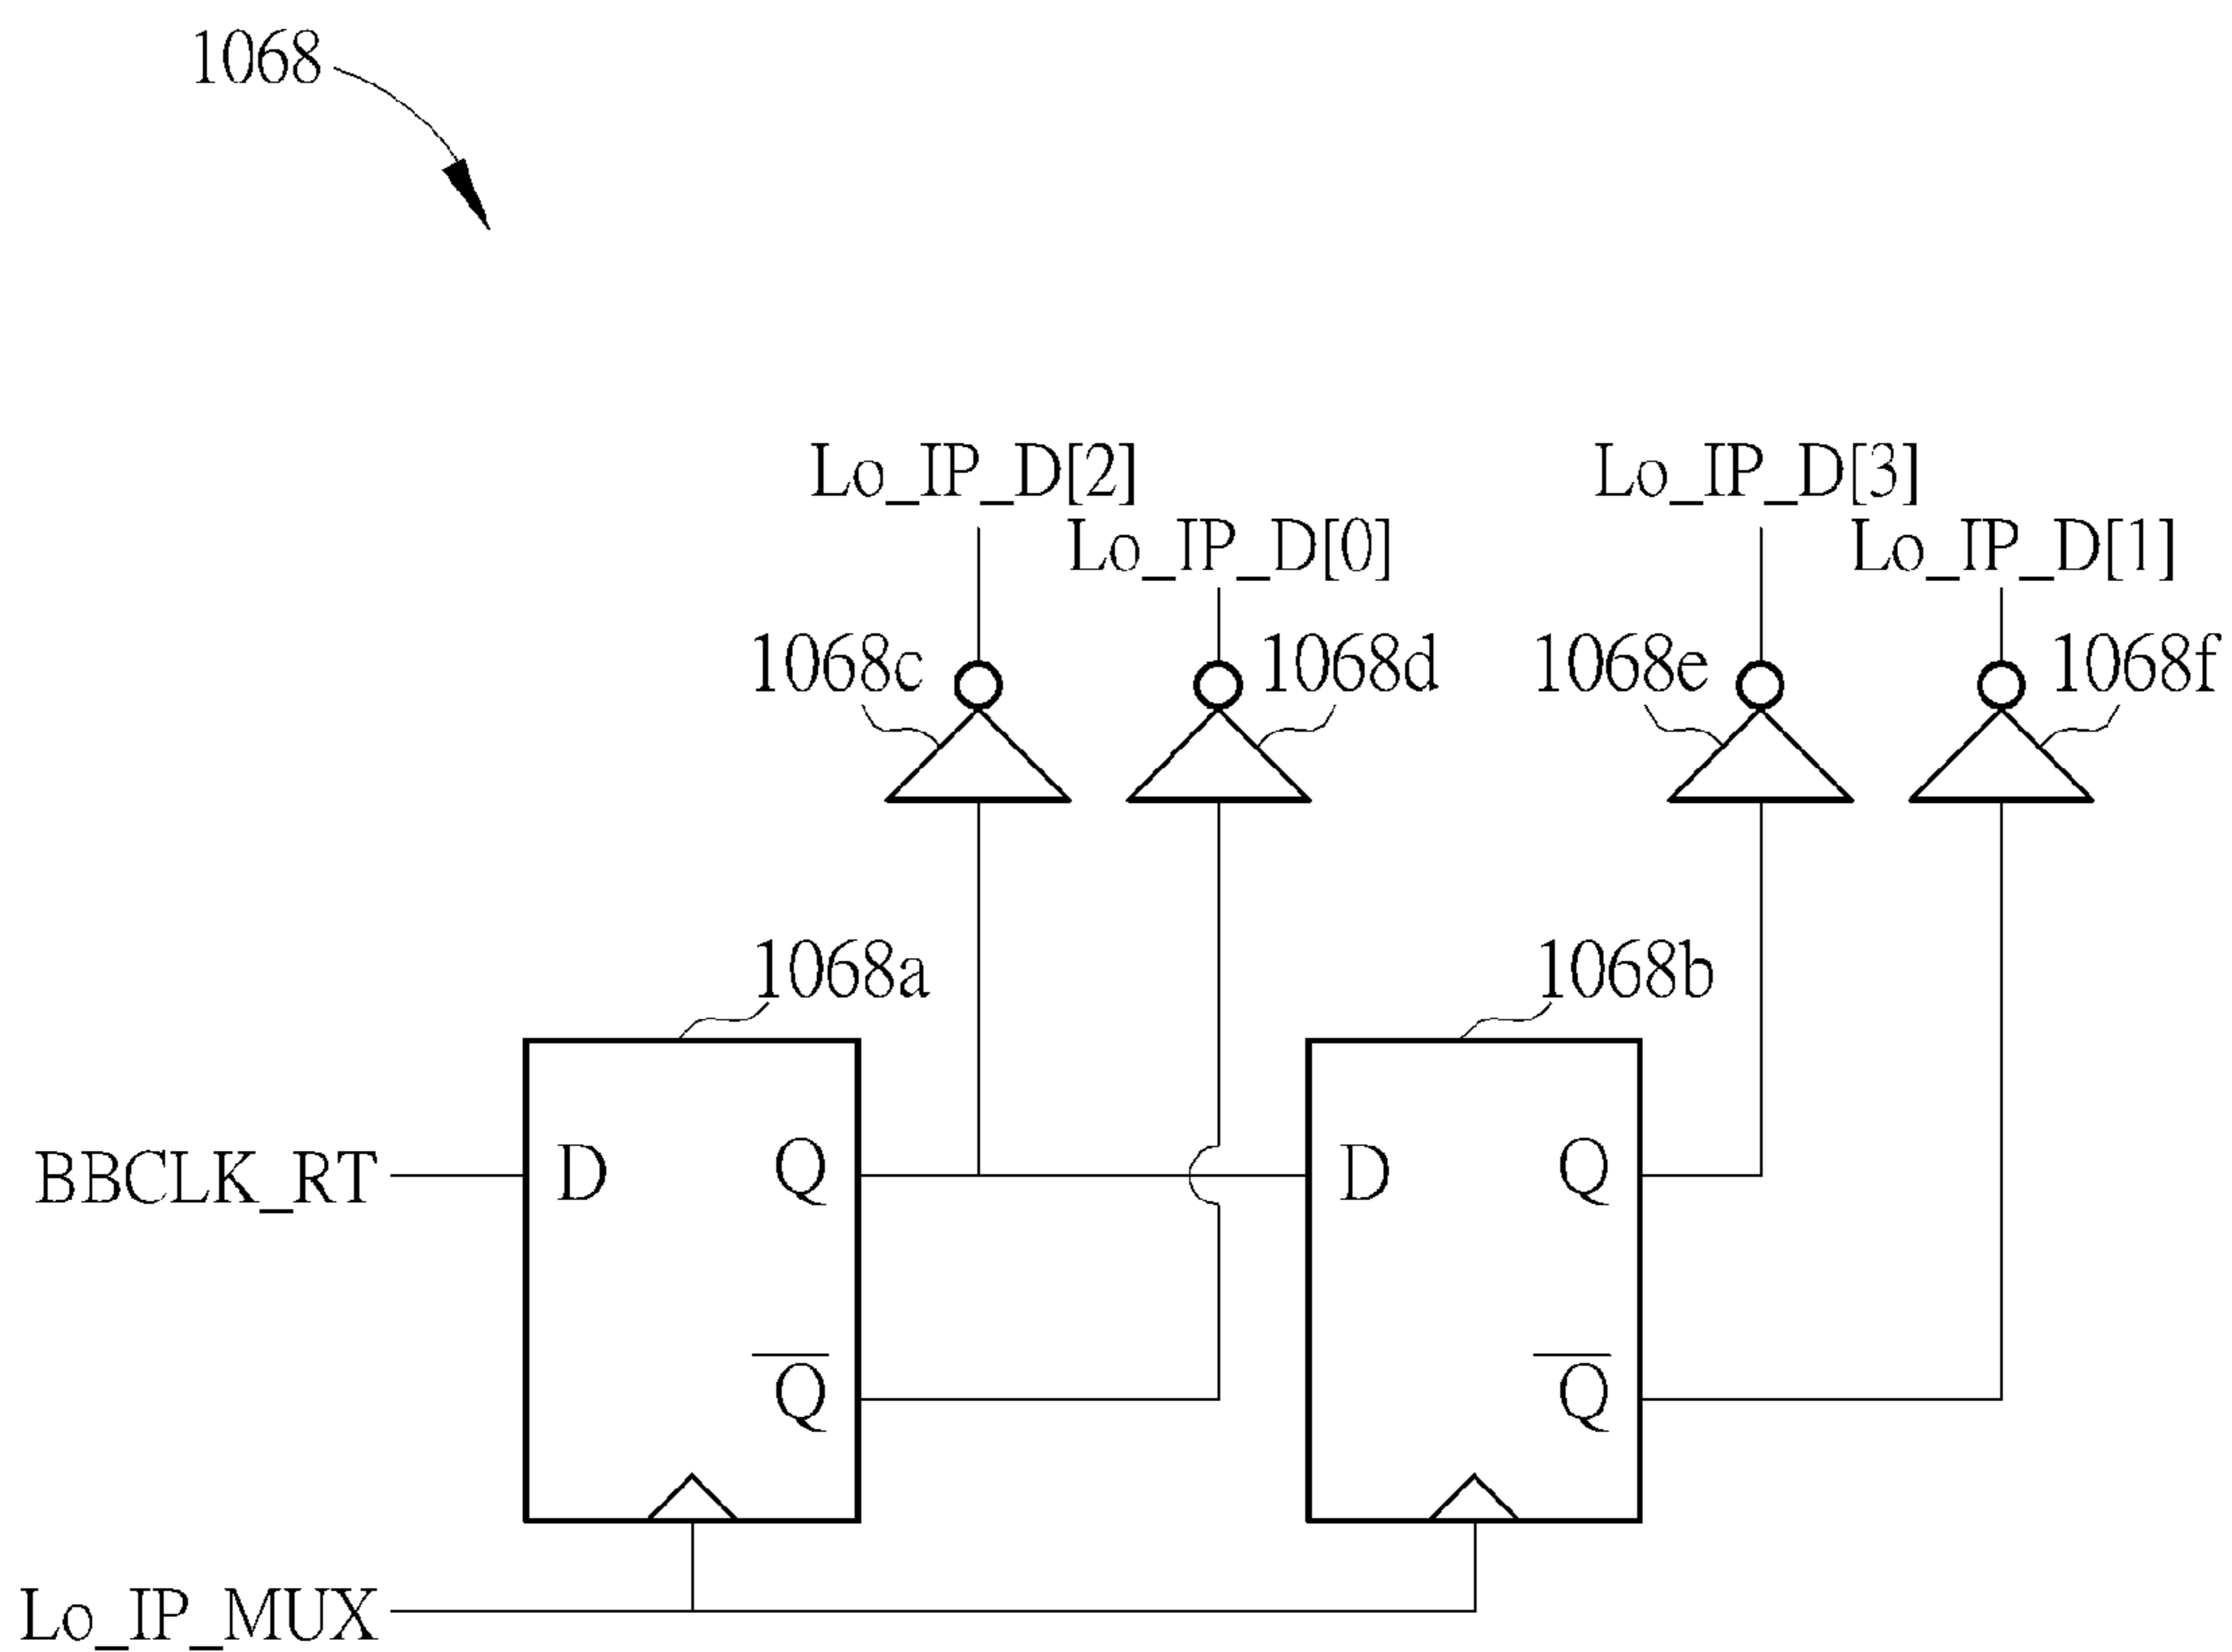 1068
Lo_IP_D[2]
Lo_IP_D[3]
Lo_IP_D[0]
Lo_IP_D[1]
1068c
1068d
1068e
1068f
1068a
1068b
BBCLK_RT
D
Q
D
Q
Q̅
Q̅
Lo_IP_MUX